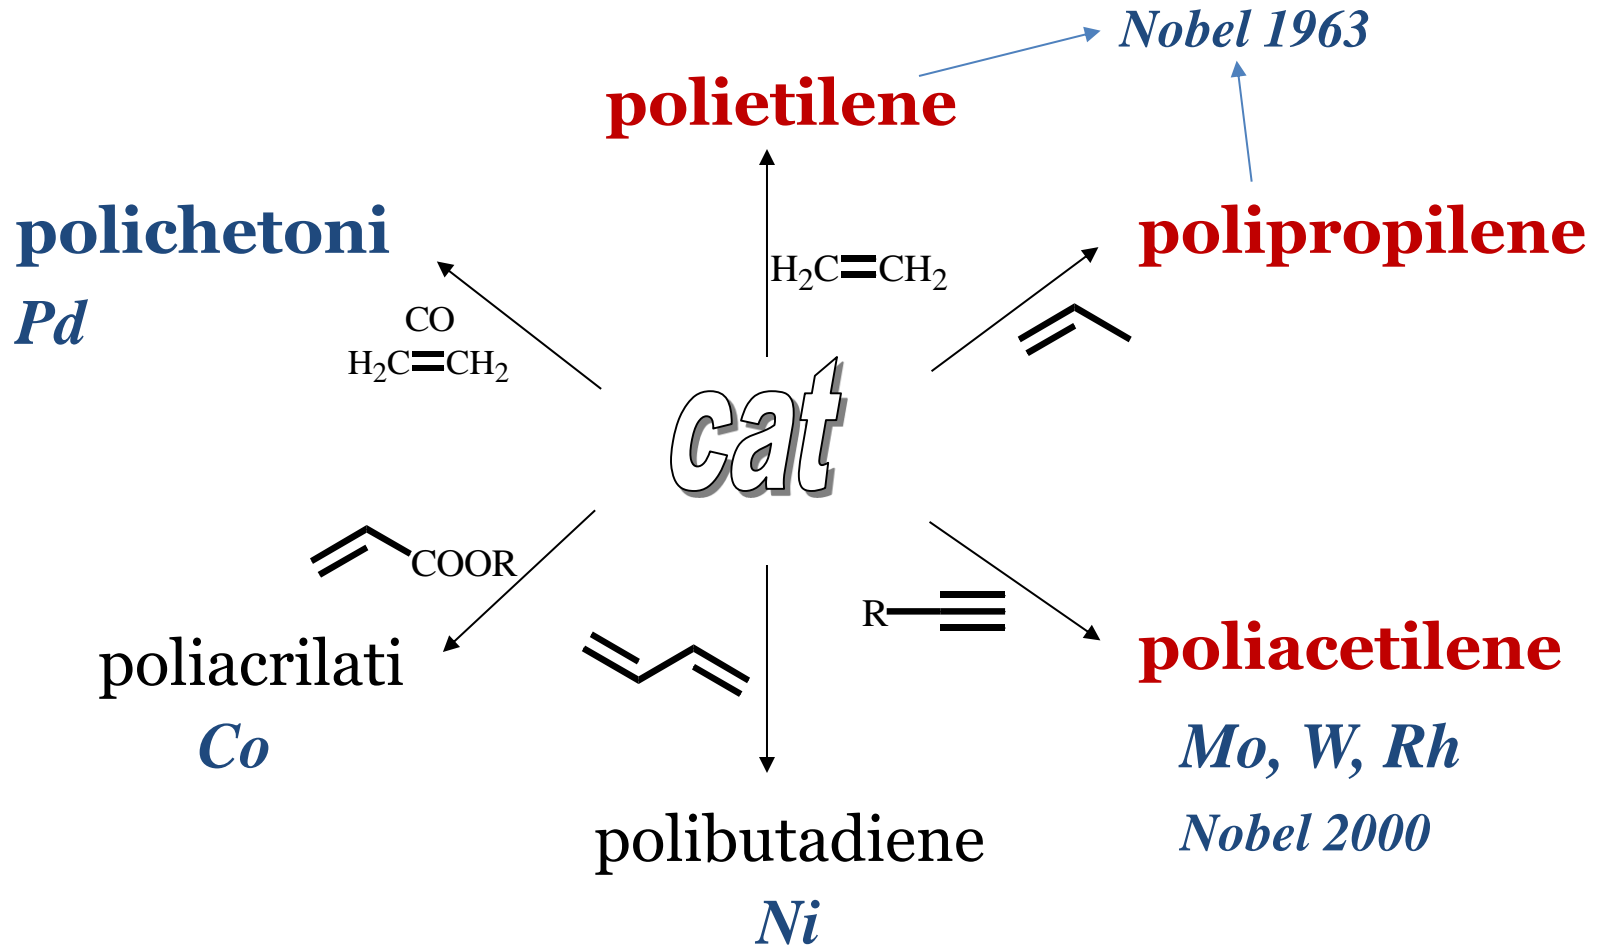 Nobel 1963
polietilene
polichetoni
polipropilene
H₂C=CH₂
Pd
CO
H₂C=CH₂
cat
COOR
R
poliacrilati
poliacetilene
Co
Mo, W, Rh
Nobel 2000
polibutadiene
Ni